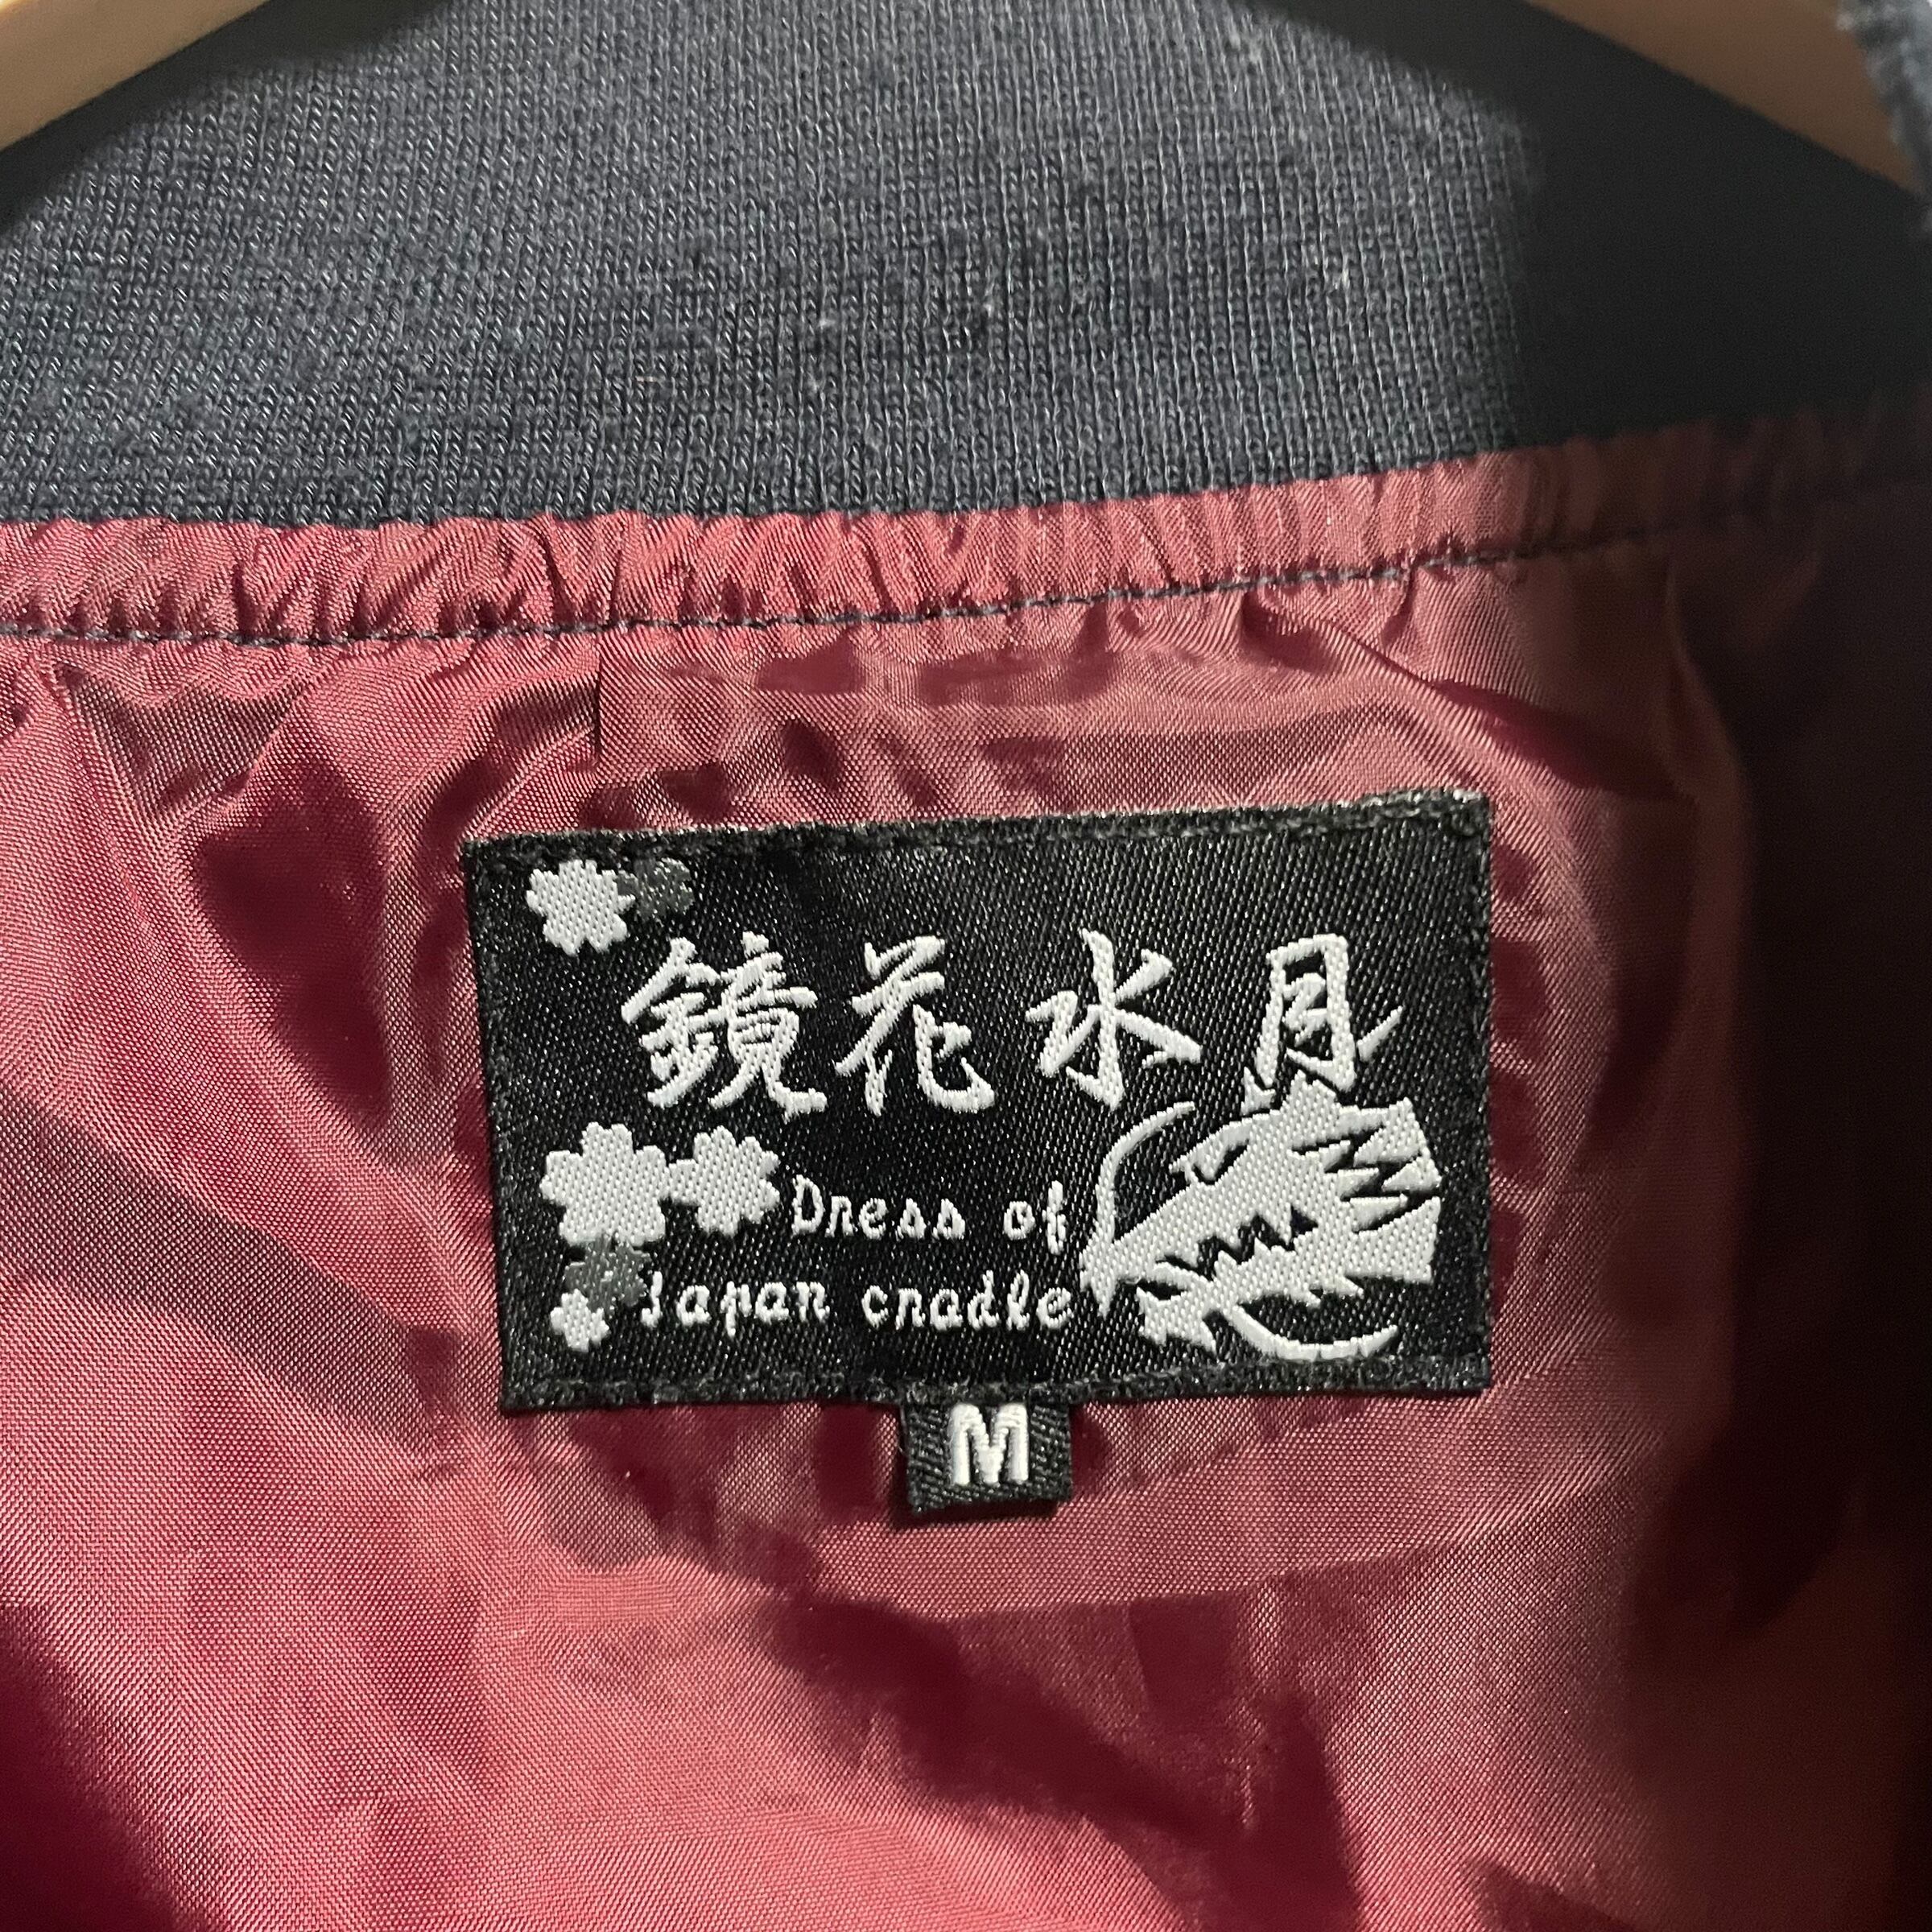 鏡花水月
Dress of
Japan cradle
M